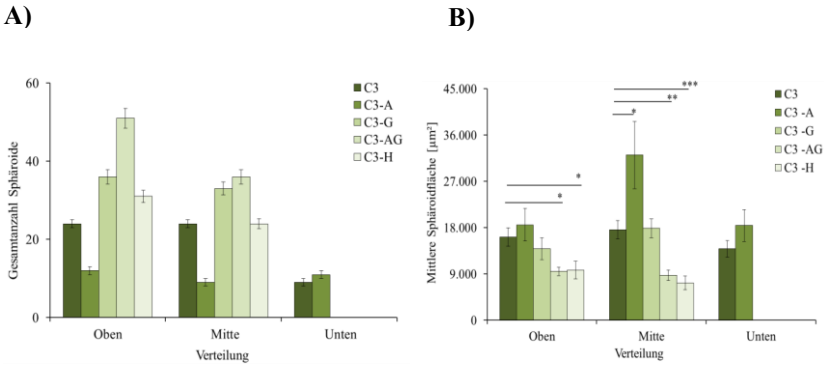 A)
60
40
20
0
Gesamtanzahl Sphäroide
Oben
Mitte
Unten
Verteilung
C3
C3-A
C3-G
C3-AG
C3-H
B)
45.000
36.000
27.000
18.000
9.000
0
Mittlere Sphäroidfläche [µm²]
*
*
*
**
***
Oben
Mitte
Unten
Verteilung
C3
C3 -A
C3 -G
C3 -AG
C3 -H